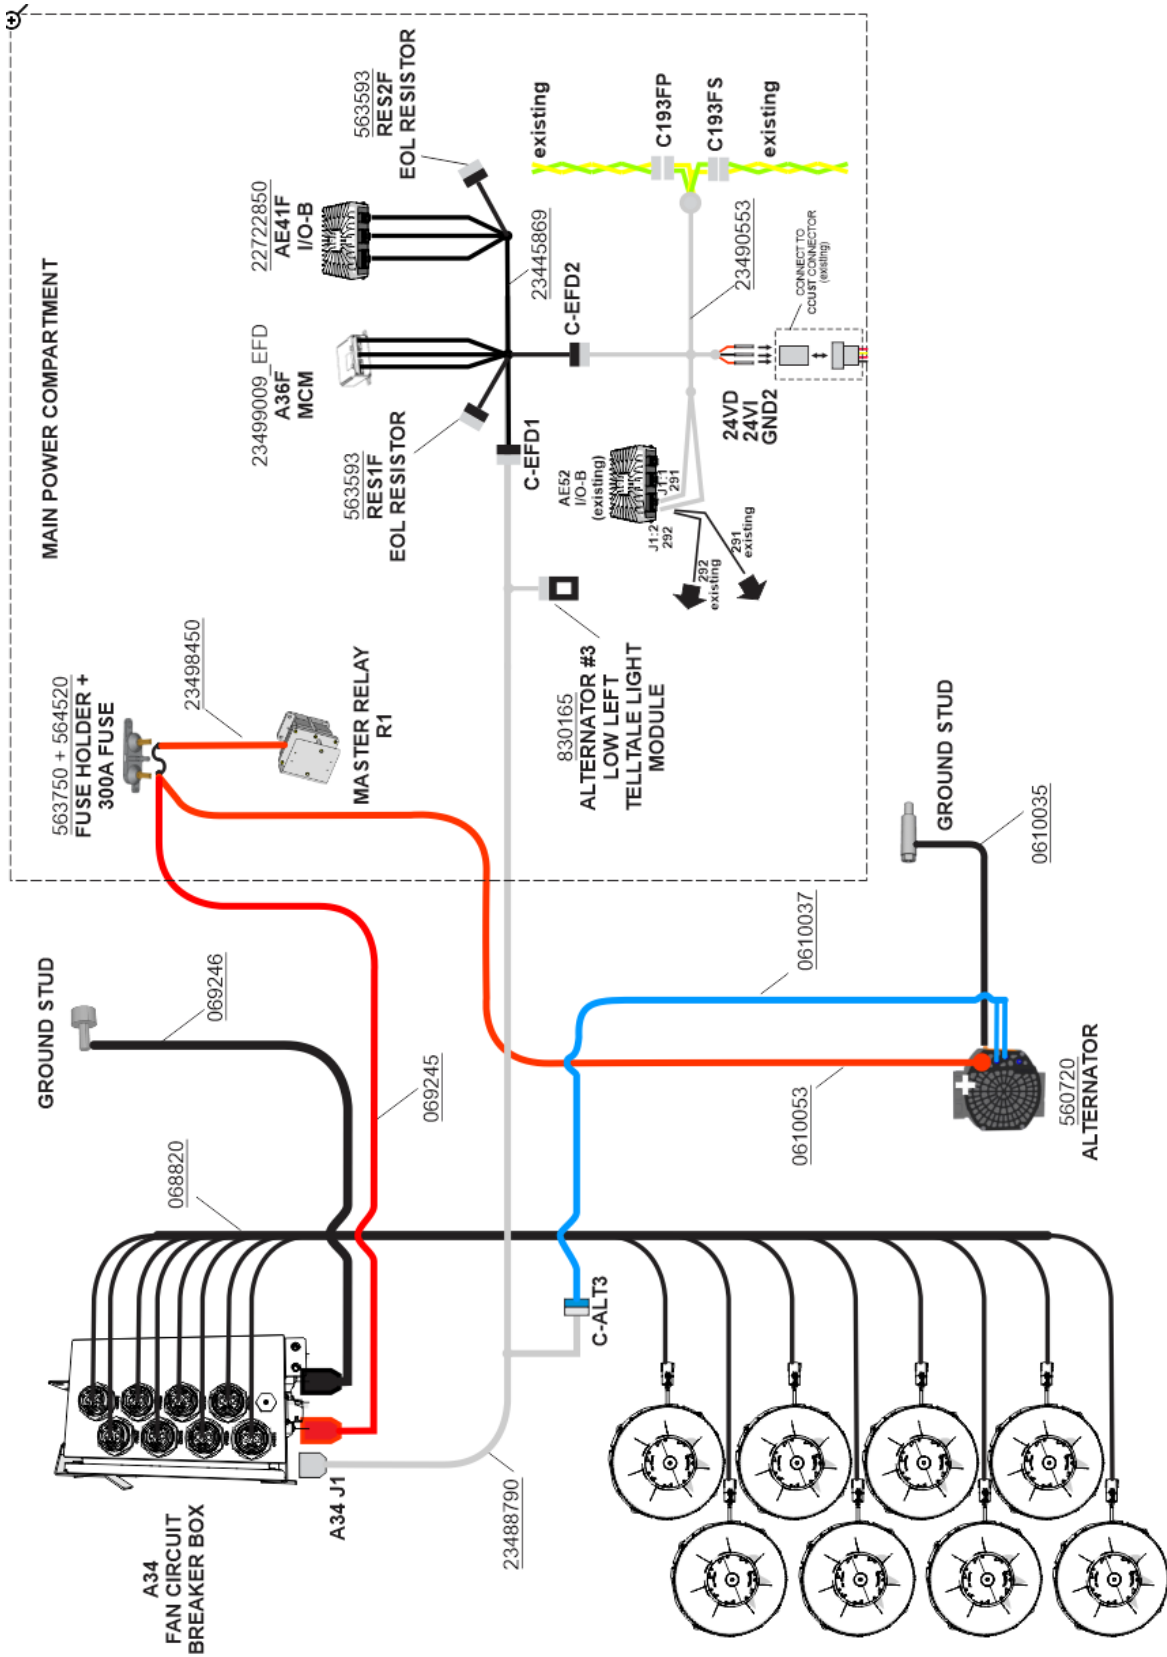 MAIN POWER COMPARTMENT
563593
RES2F
EOL RESISTOR
22722850
AE41F
I/O-B
23499009_EFD
A36F
MCM
563593
RES1F
EOL RESISTOR
23445869
C-EFD2
C-EFD1
existing
C193FP
C193FS
existing
23490553
CONNECT TO
CCUST CONNECTOR
(existing)
24VD
24VI
GND2
AE52
I/O-B
(existing)
J1:1
291
J1:2
292
292
existing
291
existing
563750 + 564520
FUSE HOLDER +
300A FUSE
23498450
MASTER RELAY
R1
830165
ALTERNATOR #3
LOW LEFT
TELLTALE LIGHT
MODULE
GROUND STUD
0610035
GROUND STUD
069246
069245
0610037
0610053
560720
ALTERNATOR
068820
C-ALT3
A34 J1
23488790
A34
FAN CIRCUIT
BREAKER BOX